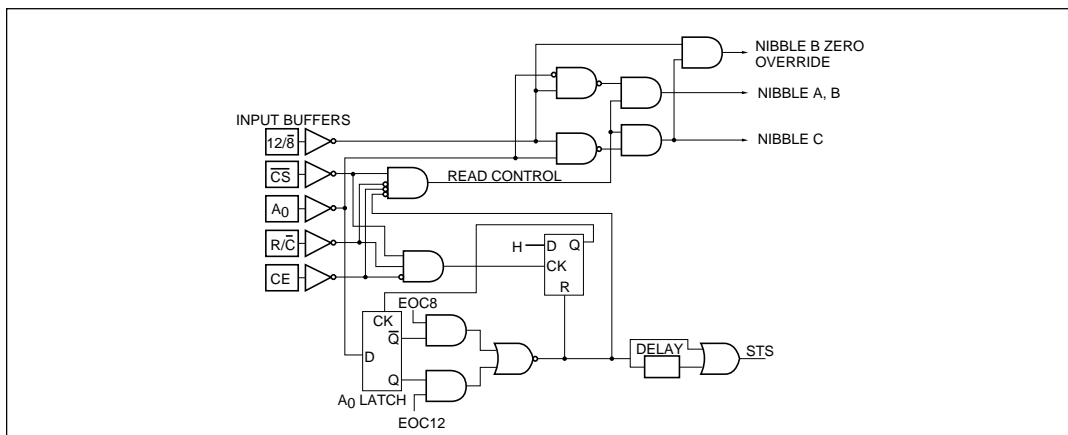 NIBBLE B ZERO
OVERRIDE
NIBBLE A, B
INPUT BUFFERS
12/8̅
NIBBLE C
C̅S̅
READ CONTROL
A0
R/C̅
H
D
Q
CK
CE
R
EOC8
CK
Q̅
D
DELAY
STS
Q
A0 LATCH
EOC12